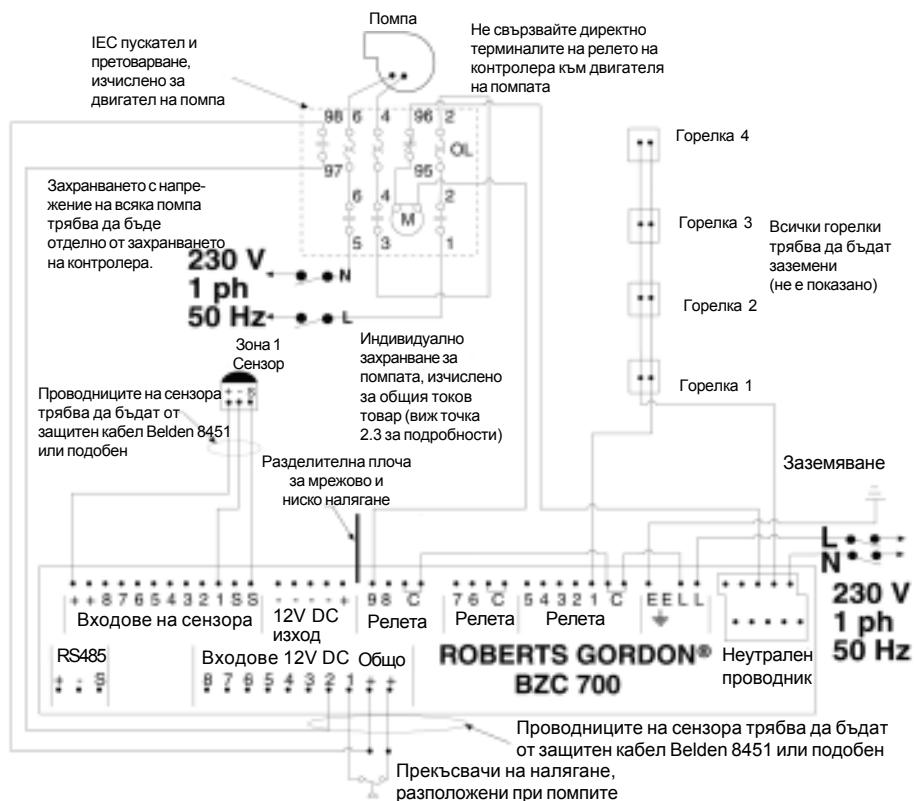 Помпа
IEC пускател и
претоварване,
изчислено за
двигател на помпа
Не свързвайте директно
терминалите на релето на
контролера към двигателя
на помпата
98 6 4 96 2
OL
97 95
6 4 2
M
5 3 1
Захранването с напре-
жение на всяка помпа
трябва да бъде
отделно от захранването
на контролера.
230 V
1 ph
50 Hz
N
L
Горелка 4
Горелка 3
Горелка 2
Горелка 1
Всички горелки
трябва да бъдат
заземени
(не е показано)
Зона 1
Сензор
+ - S
Индивидуално
захранване за
помпата, изчислено
за общия токов
товар (виж точка
2.3 за подробности)
Проводниците на сензора
трябва да бъдат от
защитен кабел Belden 8451
или подобен
Разделителна плоча
за мрежово и
ниско налягане
Заземяване
L
N
230 V
1 ph
50 Hz
+ + 8 7 6 5 4 3 2 1 S S
Входове на сензора
- - - - +
12V DC
изход
9 8 C
Релета
7 6 C
Релета
5 4 3 2 1 C
Релета
E E L L
Неутрален
проводник
RS485
+ - S
Входове 12V DC
8 7 6 5 4 3 2 1
Общо
+ +
ROBERTS GORDON®
BZC 700
Проводниците на сензора трябва да бъдат
от защитен кабел Belden 8451 или подобен
Прекъсвачи на налягане,
разположени при помпите